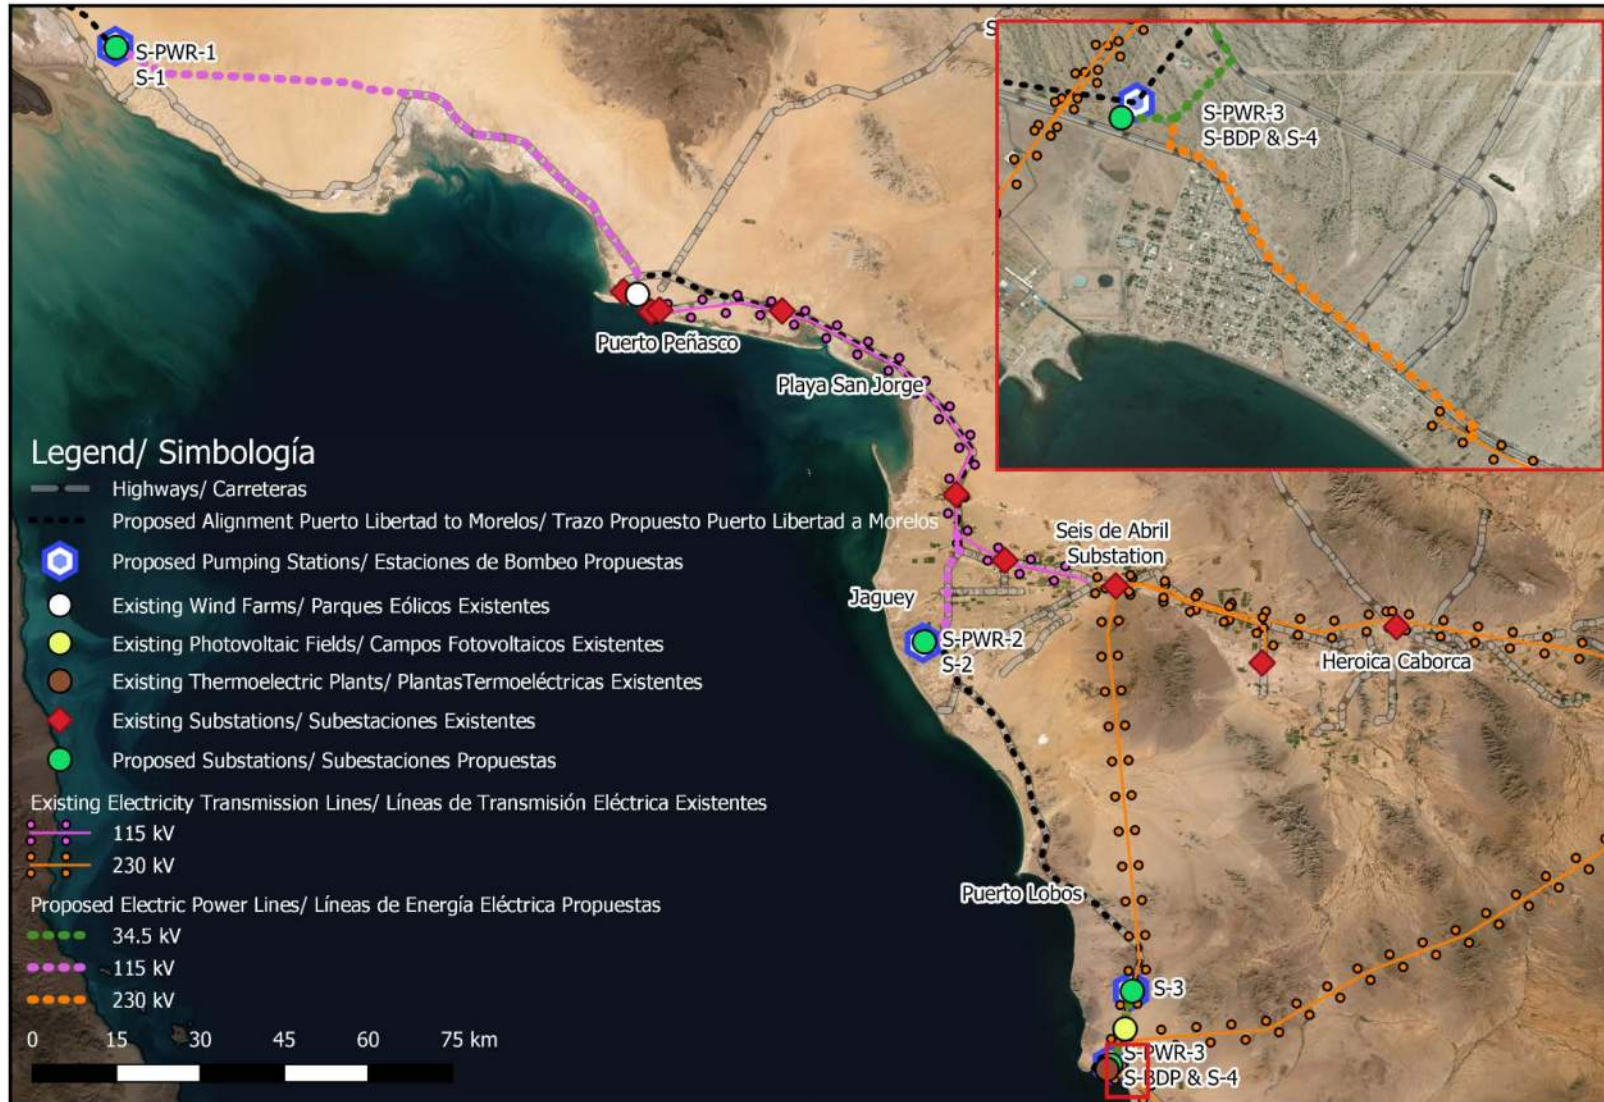 S-PWR-1
S-1
S
S-PWR-3
S-BDP & S-4
Puerto Peñasco
Playa San Jorge
Legend/ Simbología
Highways/ Carreteras
Proposed Alignment Puerto Libertad to Morelos/ Trazo Propuesto Puerto Libertad a Morelos
Proposed Pumping Stations/ Estaciones de Bombeo Propuestas
Existing Wind Farms/ Parques Eólicos Existentes
Existing Photovoltaic Fields/ Campos Fotovoltaicos Existentes
Existing Thermoelectric Plants/ PlantasTermoeléctricas Existentes
Existing Substations/ Subestaciones Existentes
Proposed Substations/ Subestaciones Propuestas
Existing Electricity Transmission Lines/ Líneas de Transmisión Eléctrica Existentes
115 kV
230 kV
Proposed Electric Power Lines/ Líneas de Energía Eléctrica Propuestas
34.5 kV
115 kV
230 kV
0 15 30 45 60 75 km
Seis de Abril
Substation
Jaguey
S-PWR-2
S-2
Heroica Caborca
Puerto Lobos
S-3
S-PWR-3
S-BDP & S-4